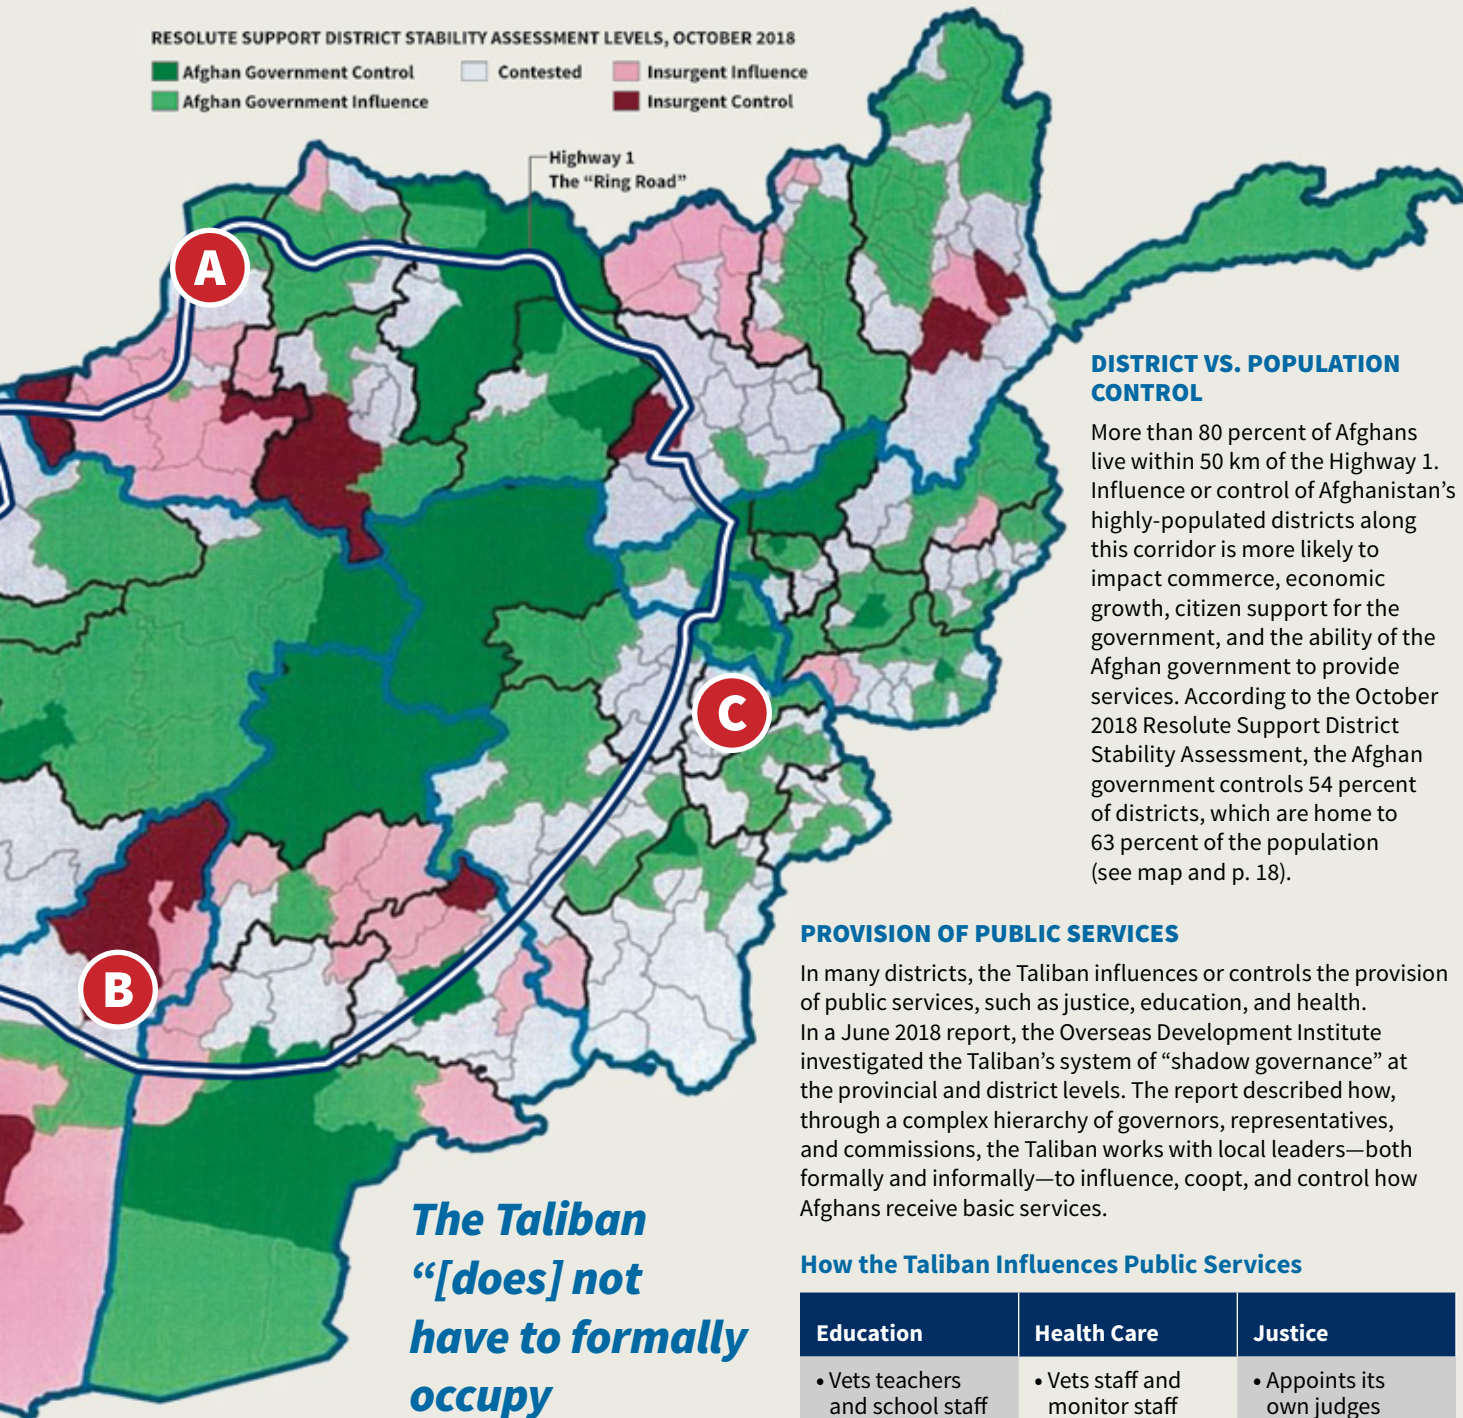 RESOLUTE SUPPORT DISTRICT STABILITY ASSESSMENT LEVELS, OCTOBER 2018
Afghan Government Control
Contested
Insurgent Influence
Afghan Government Influence
Insurgent Control
Highway 1
The “Ring Road”
A
B
C
DISTRICT VS. POPULATION
CONTROL
More than 80 percent of Afghans
live within 50 km of the Highway 1.
Influence or control of Afghanistan’s
highly-populated districts along
this corridor is more likely to
impact commerce, economic
growth, citizen support for the
government, and the ability of the
Afghan government to provide
services. According to the October
2018 Resolute Support District
Stability Assessment, the Afghan
government controls 54 percent
of districts, which are home to
63 percent of the population
(see map and p. 18).
PROVISION OF PUBLIC SERVICES
In many districts, the Taliban influences or controls the provision
of public services, such as justice, education, and health.
In a June 2018 report, the Overseas Development Institute
investigated the Taliban’s system of “shadow governance” at
the provincial and district levels. The report described how,
through a complex hierarchy of governors, representatives,
and commissions, the Taliban works with local leaders—both
formally and informally—to influence, coopt, and control how
Afghans receive basic services.
The Taliban
“[does] not
have to formally
occupy
How the Taliban Influences Public Services
Education
Health Care
Justice
• Vets teachers
and school staff
• Vets staff and
monitor staff
• Appoints its
own judges